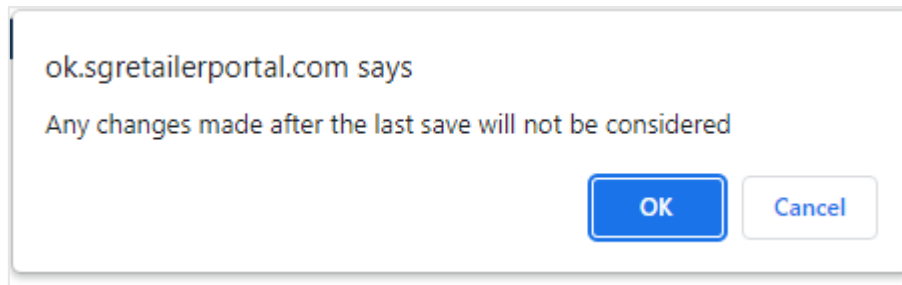 ok.sgretailerportal.com says
Any changes made after the last save will not be considered
OK
Cancel